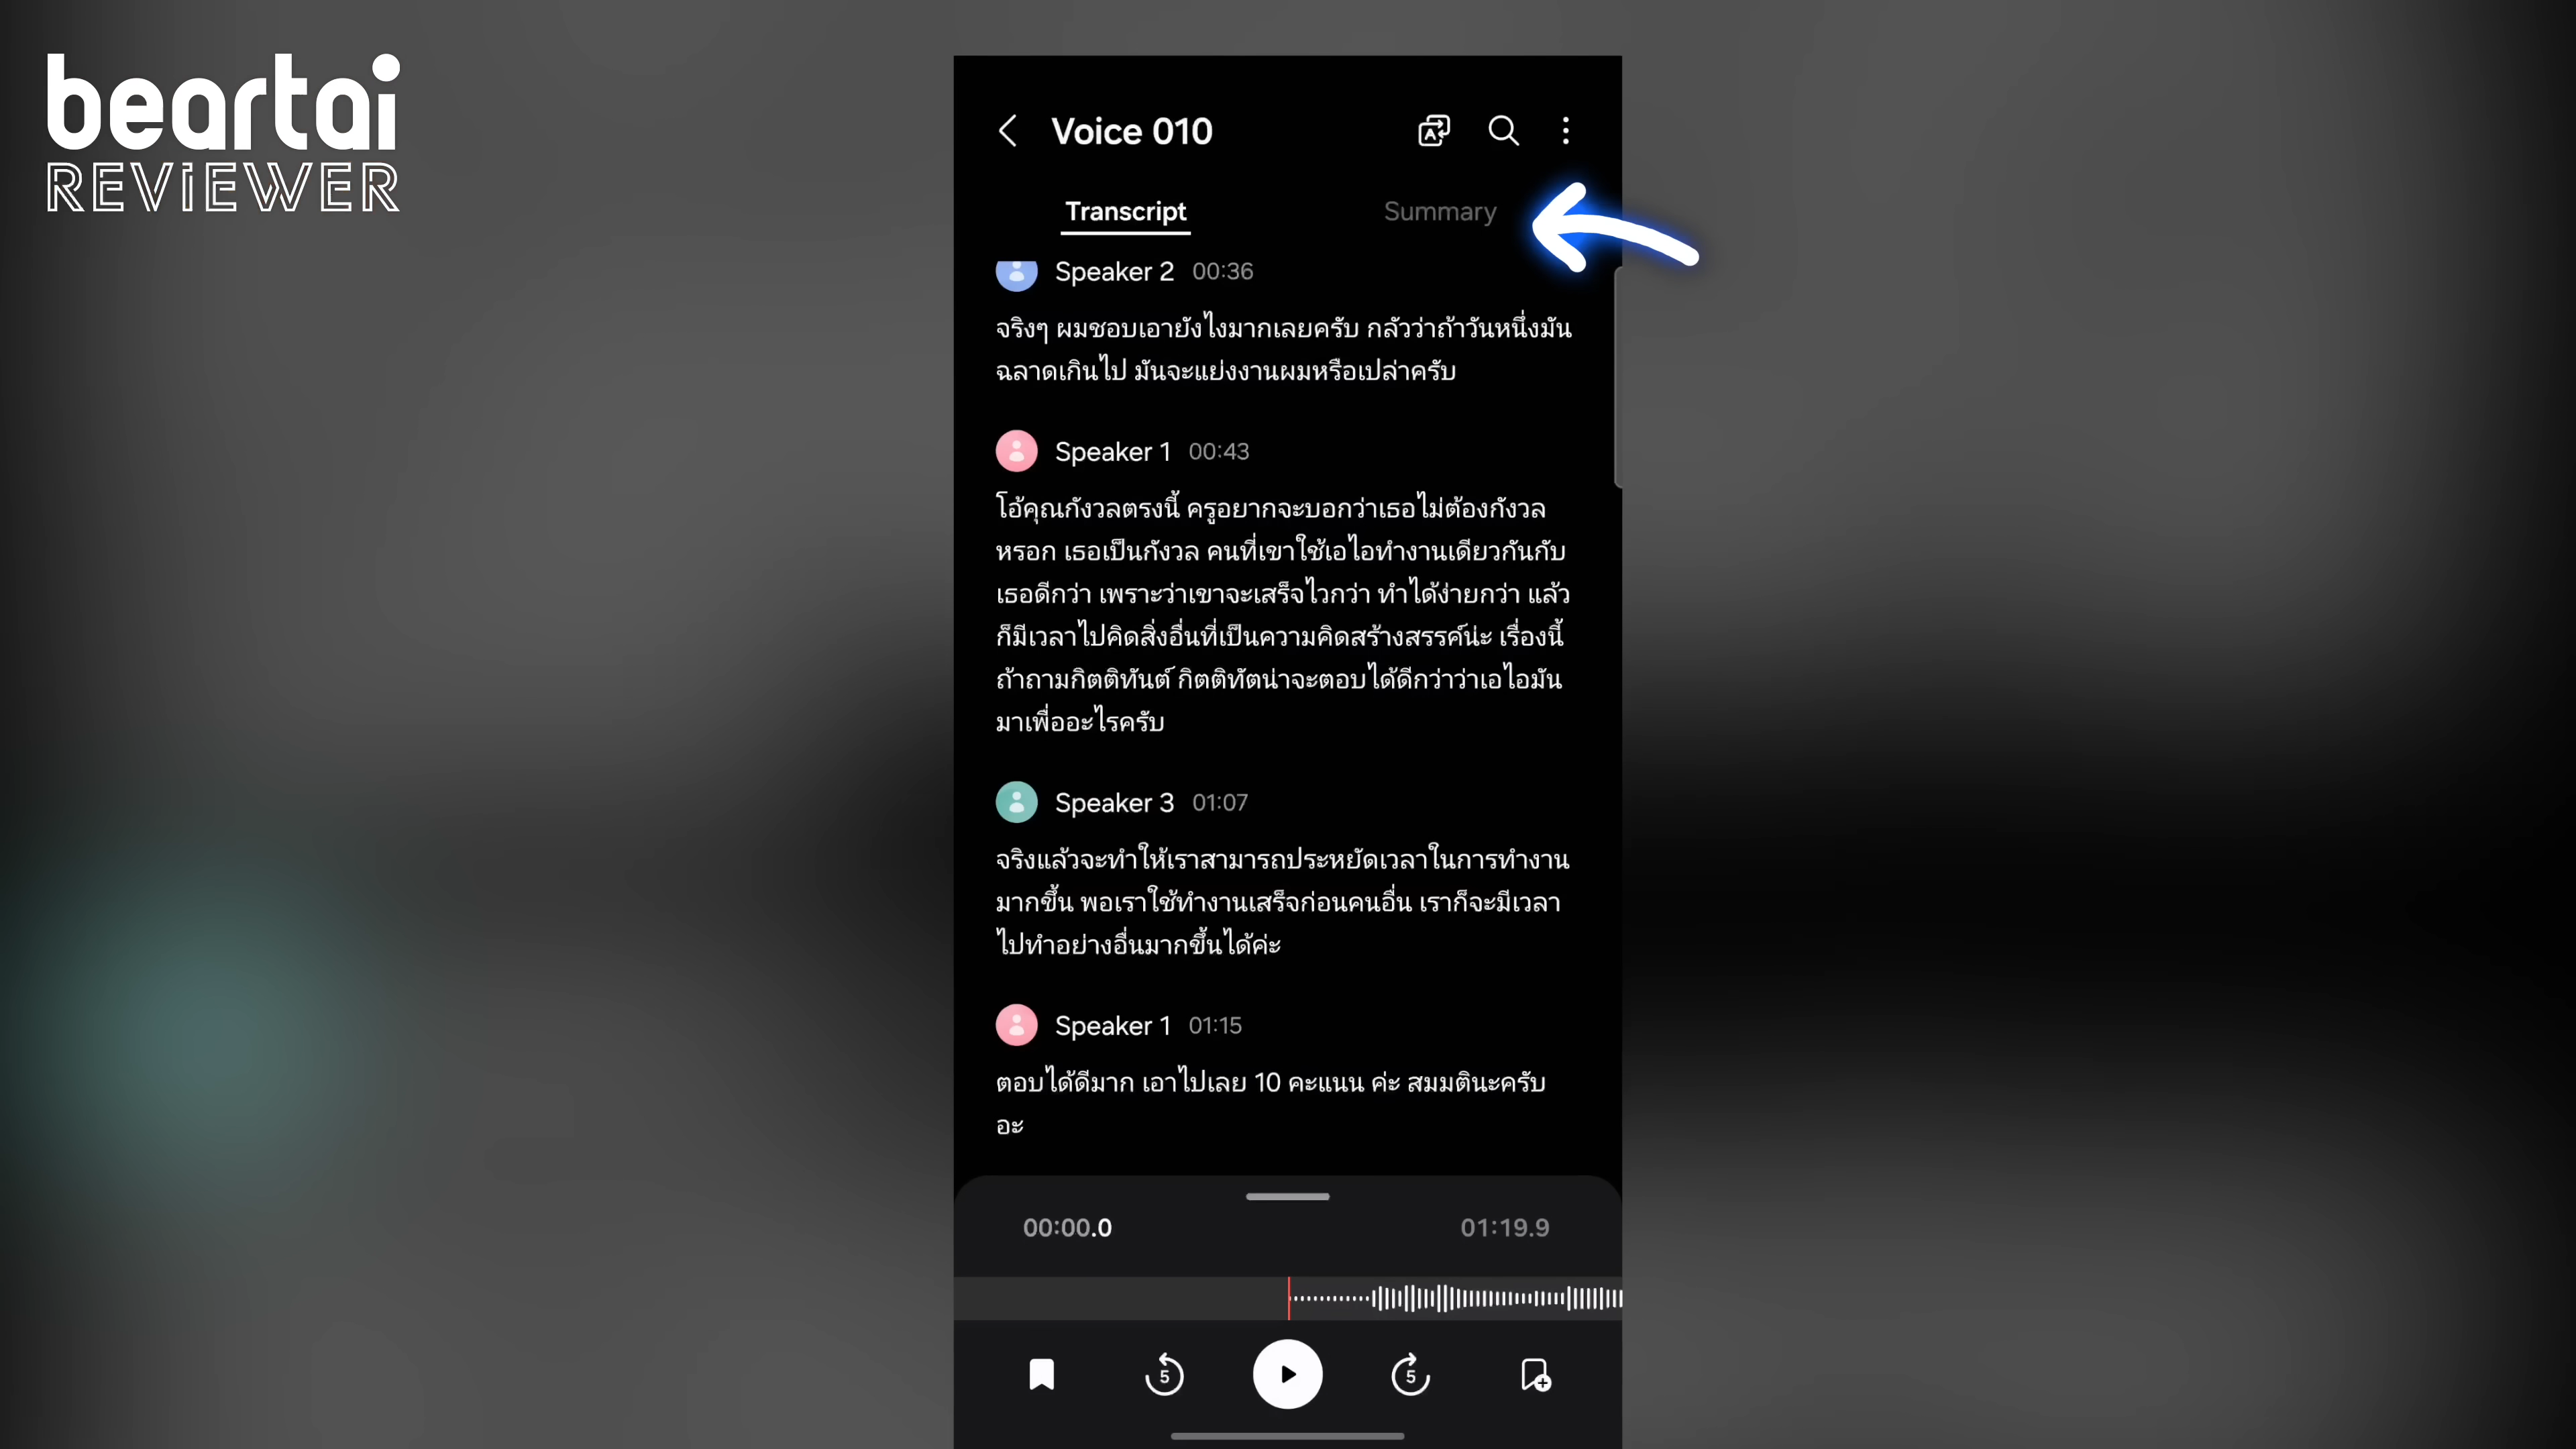 beartai
REViEWER
Voice 010
Transcript Summary
Speaker 2 00:36
จริงๆ ผมชอบเอายังไงมากเลยครับ กลัวว่าถ้าวันหนึ่งมัน
ฉลาดเกินไป มันจะแย่งงานผมหรือเปล่าครับ
Speaker 1 00:43
โอ้คุณกังวลตรงนี้ ครูอยากจะบอกว่าเธอไม่ต้องกังวล
หรอก เธอเป็นกังวล คนที่เขาใช้เอไอทำงานเดียวกันกับ
เธอดีกว่า เพราะว่าเขาจะเสร็จไวกว่า ทำได้ง่ายกว่า แล้ว
ก็มีเวลาไปคิดสิ่งอื่นที่เป็นความคิดสร้างสรรค์น่ะ เรื่องนี้
ถ้าถามกิตติทันต์ กิตติทัตน่าจะตอบได้ดีกว่าว่าเอไอมัน
มาเพื่ออะไรครับ
Speaker 3 01:07
จริงแล้วจะทำให้เราสามารถประหยัดเวลาในการทำงาน
มากขึ้น พอเราใช้ทำงานเสร็จก่อนคนอื่น เราก็จะมีเวลา
ไปทำอย่างอื่นมากขึ้นได้ค่ะ
Speaker 1 01:15
ตอบได้ดีมาก เอาไปเลย 10 คะแนน ค่ะ สมมตินะครับ
อะ
00:00.0 01:19.9
5 5